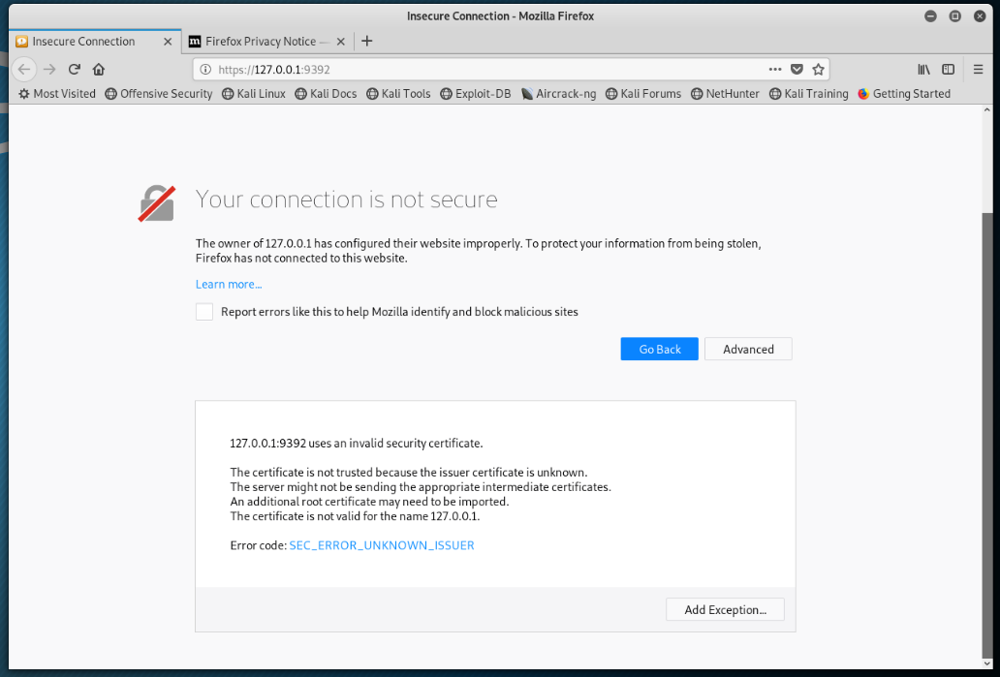 Insecure Connection - Mozilla Firefox
Insecure Connection
Firefox Privacy Notice —
https://127.0.0.1:9392
Most Visited Offensive Security Kali Linux Kali Docs Kali Tools Exploit-DB Aircrack-ng Kali Forums NetHunter Kali Training Getting Started
Your connection is not secure
The owner of 127.0.0.1 has configured their website improperly. To protect your information from being stolen,
Firefox has not connected to this website.
Learn more...
Report errors like this to help Mozilla identify and block malicious sites
Go Back Advanced
127.0.0.1:9392 uses an invalid security certificate.
The certificate is not trusted because the issuer certificate is unknown.
The server might not be sending the appropriate intermediate certificates.
An additional root certificate may need to be imported.
The certificate is not valid for the name 127.0.0.1.
Error code: SEC_ERROR_UNKNOWN_ISSUER
Add Exception...